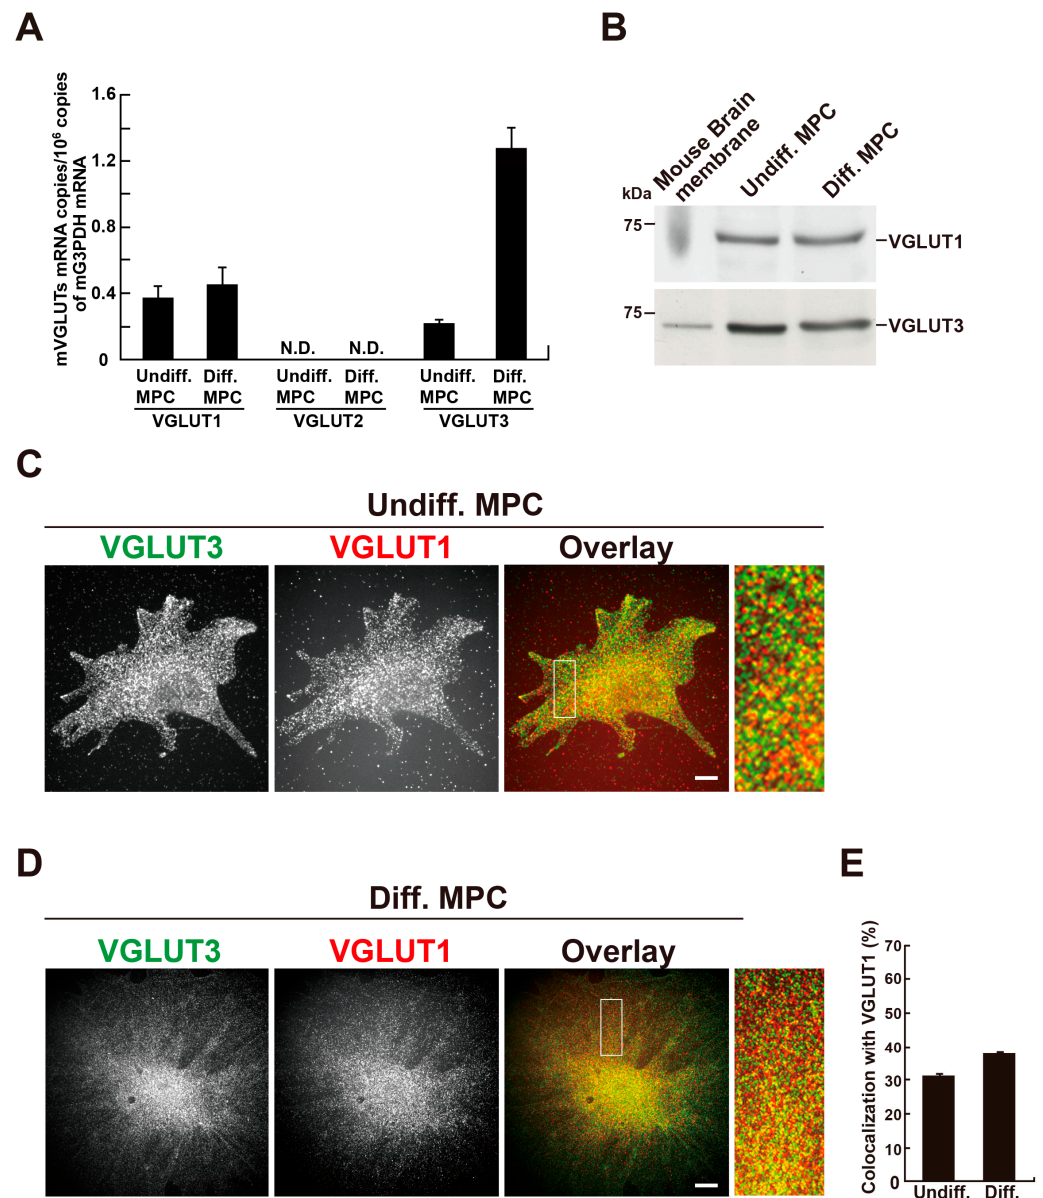 A
mVGLUTs mRNA copies/10⁶ copies
of mG3PDH mRNA
1.6
1.2
0.8
0.4
0
N.D.
N.D.
Undiff. MPC
Diff. MPC
Undiff. MPC
Diff. MPC
Undiff. MPC
Diff. MPC
VGLUT1
VGLUT2
VGLUT3
B
Mouse Brain
membrane
Undiff. MPC
Diff. MPC
kDa
75
VGLUT1
75
VGLUT3
C
Undiff. MPC
VGLUT3
VGLUT1
Overlay
D
Diff. MPC
VGLUT3
VGLUT1
Overlay
E
Colocalization with VGLUT1 (%)
70
60
50
40
30
20
10
0
Undiff.
Diff.